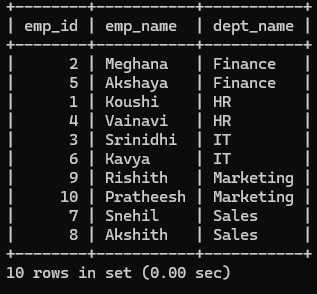 +--------+-----------+-----------+
| emp_id | emp_name  | dept_name |
+--------+-----------+-----------+
|      2 | Meghana   | Finance   |
|      5 | Akshaya   | Finance   |
|      1 | Koushi    | HR        |
|      4 | Vainavi   | HR        |
|      3 | Srinidhi  | IT        |
|      6 | Kavya     | IT        |
|      9 | Rishith   | Marketing |
|     10 | Pratheesh | Marketing |
|      7 | Snehil    | Sales     |
|      8 | Akshith   | Sales     |
+--------+-----------+-----------+
10 rows in set (0.00 sec)